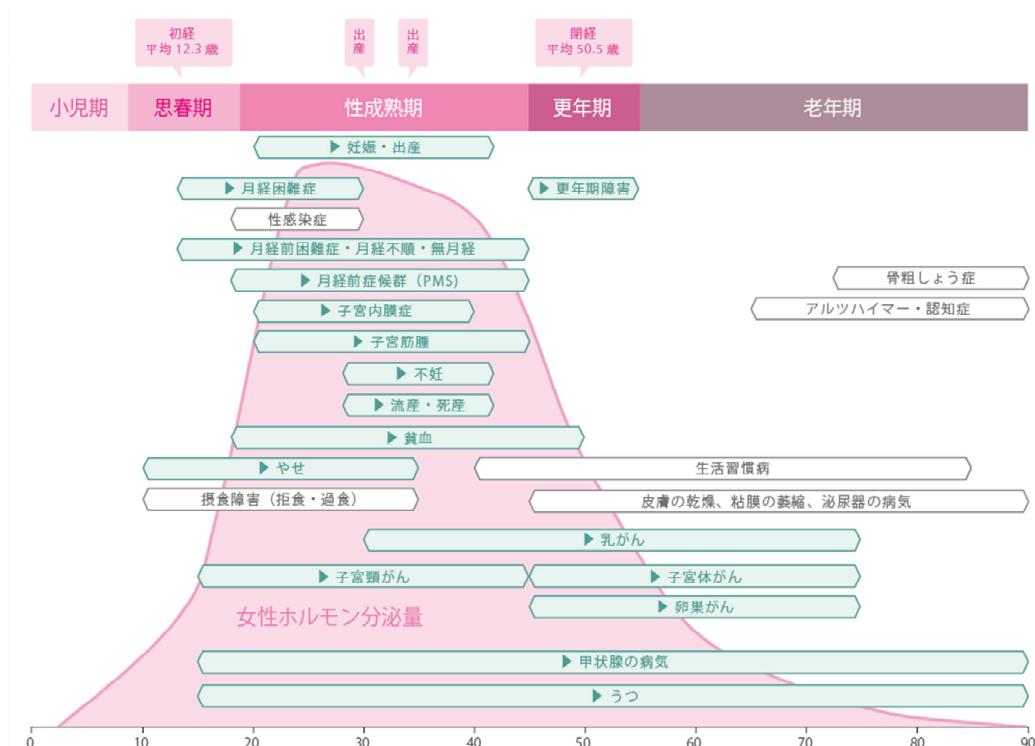 初経
平均 12.3 歳
出産
出産
閉経
平均 50.5 歳
小児期
思春期
性成熟期
更年期
老年期
▶ 妊娠・出産
▶ 月経困難症
▶ 更年期障害
性感染症
▶ 月経前困難症・月経不順・無月経
▶ 月経前症候群（PMS)
骨粗しょう症
▶ 子宮内膜症
アルツハイマー・認知症
▶ 子宮筋腫
▶ 不妊
▶ 流産・死産
▶ 貧血
▶ やせ
生活習慣病
摂食障害（拒食・過食）
皮膚の乾燥、粘膜の萎縮、泌尿器の病気
▶ 乳がん
▶ 子宮頸がん
▶ 子宮体がん
▶ 卵巣がん
女性ホルモン分泌量
▶ 甲状腺の病気
▶ うつ
0 10 20 30 40 50 60 70 80 90